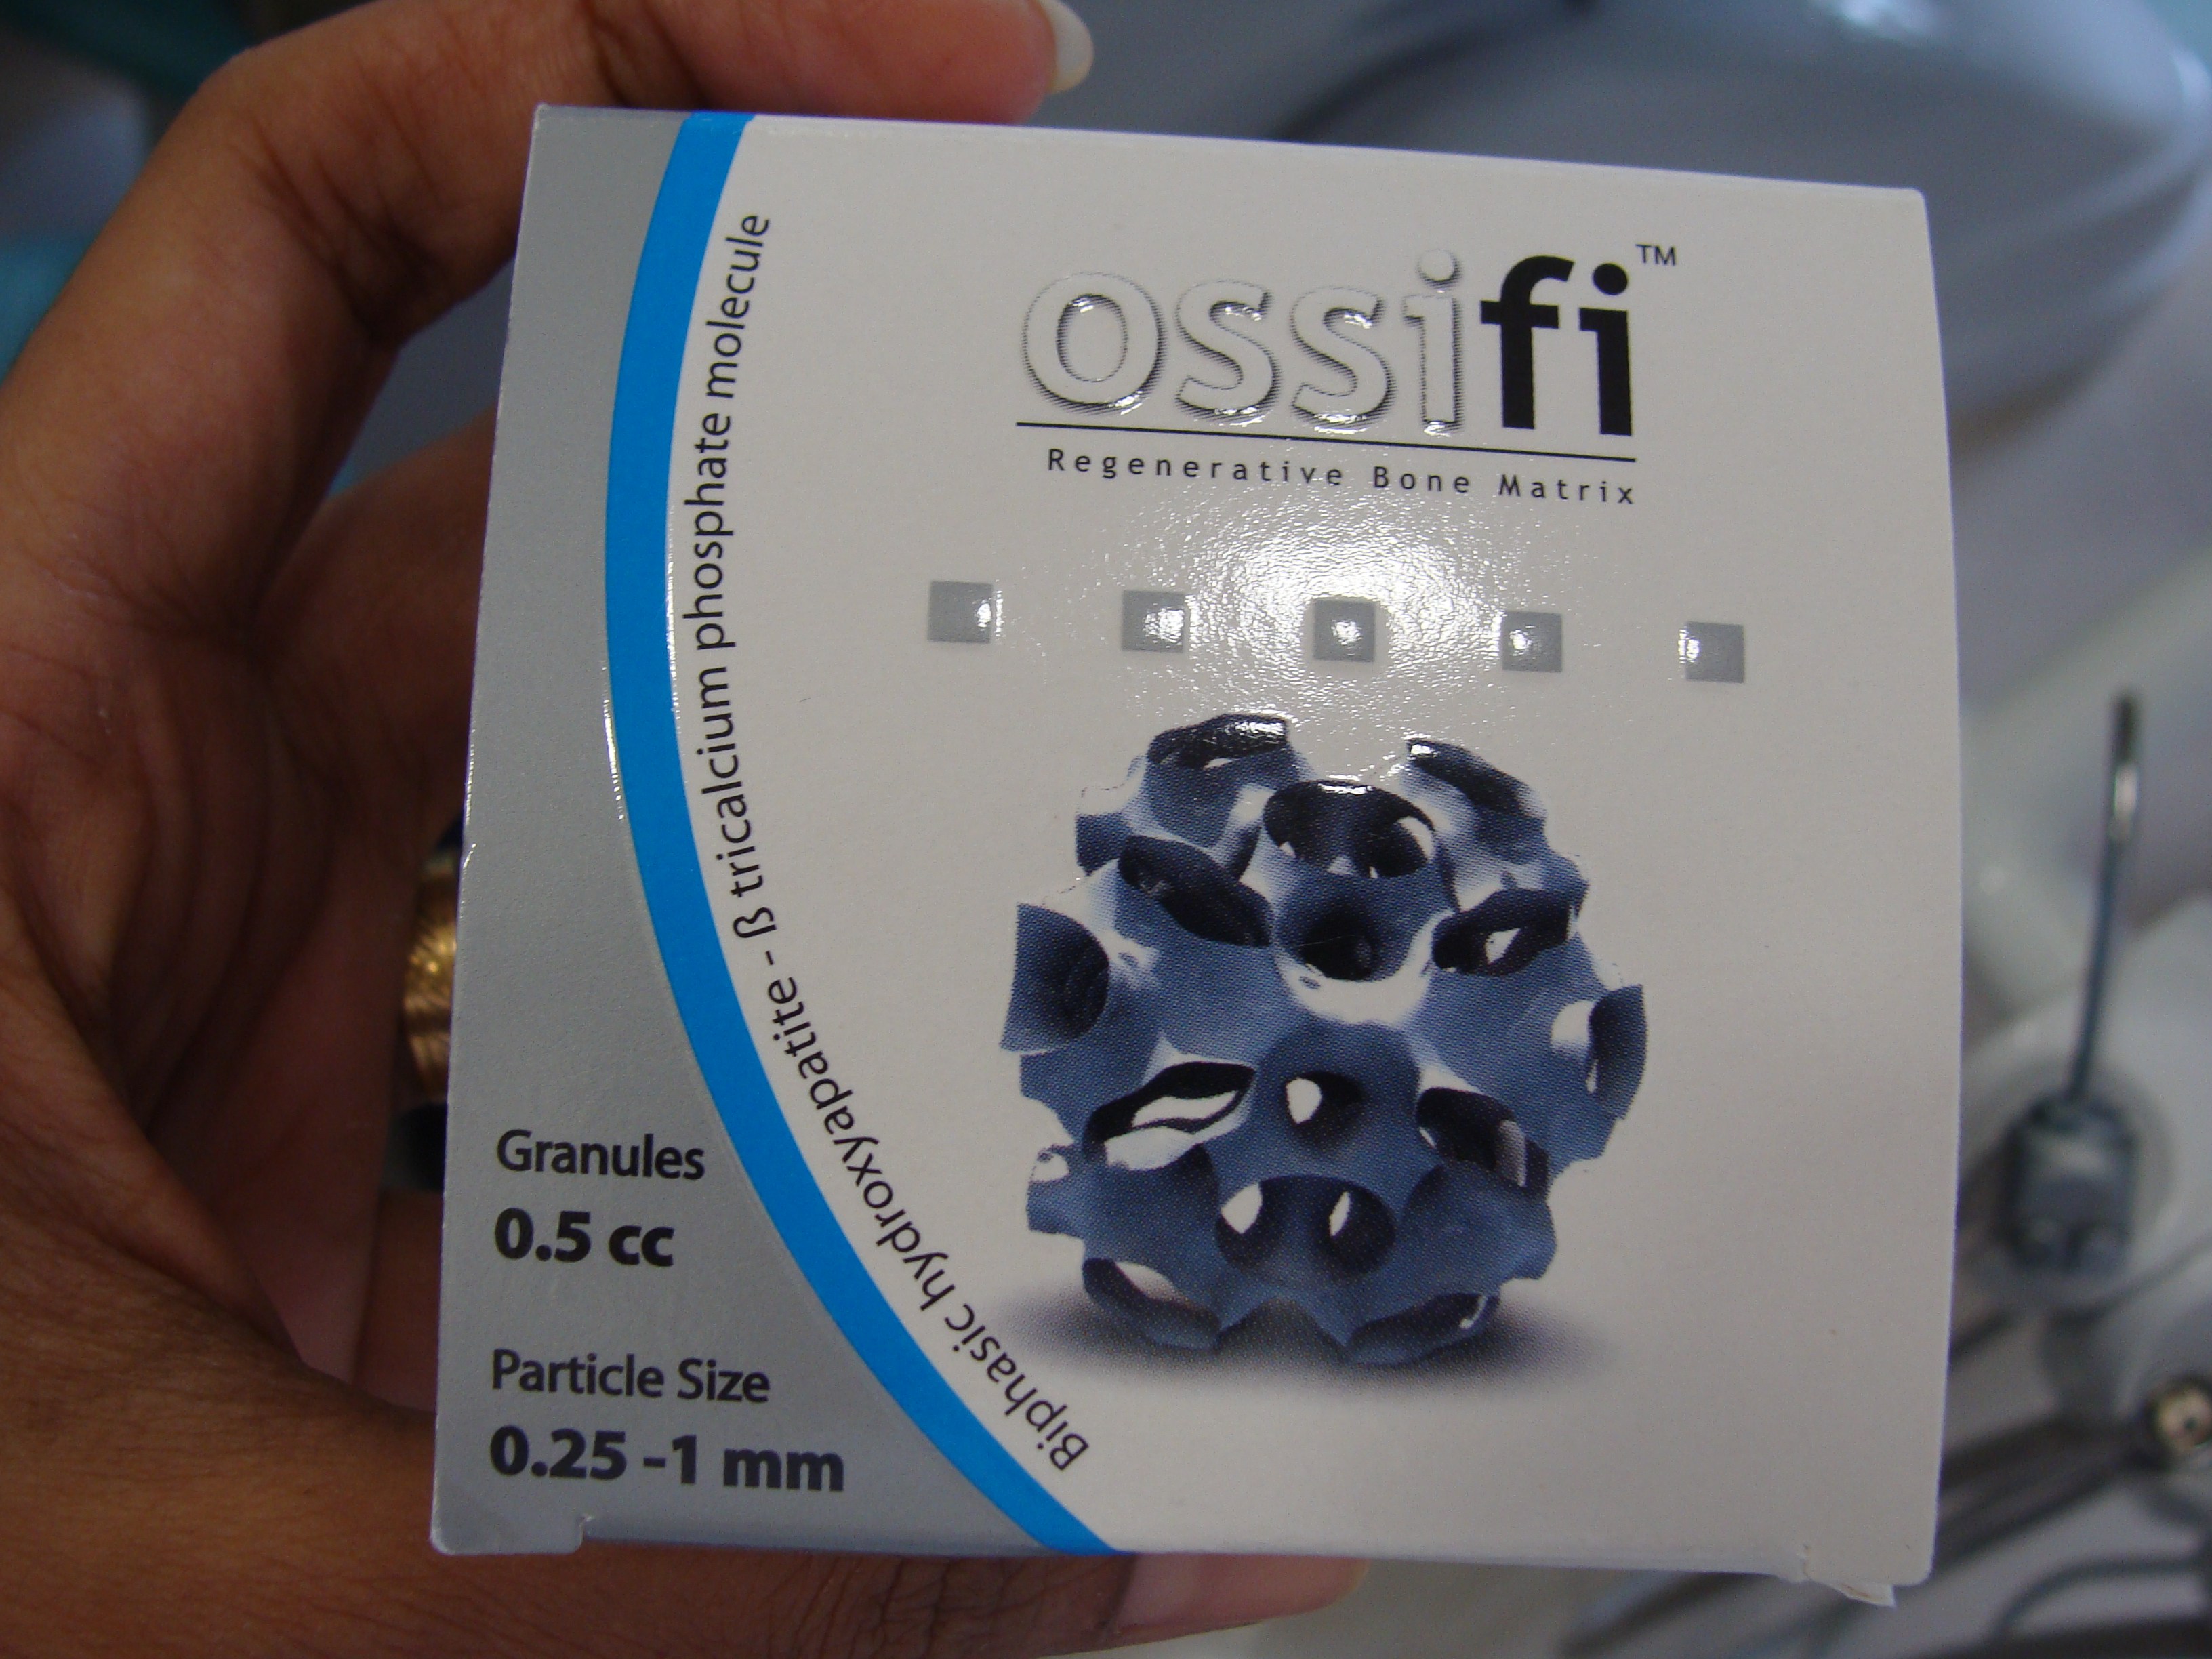 ossifi™
Regenerative Bone Matrix
Biphasic hydroxyapatite - ß tricalcium phosphate molecule
Granules
0.5 cc
Particle Size
0.25 -1 mm